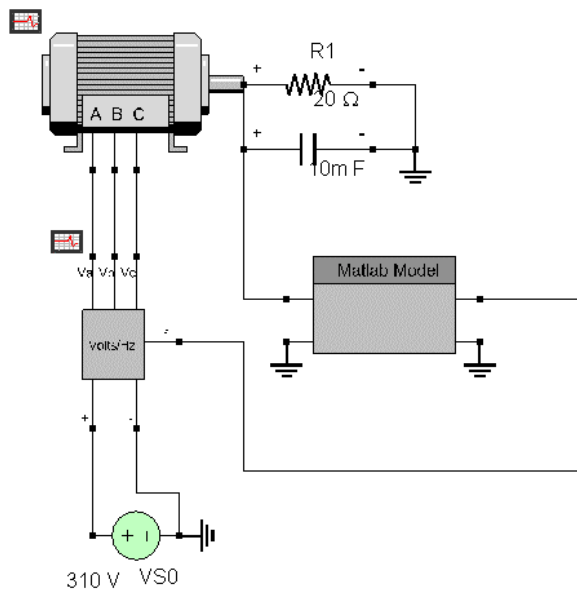 R1
+ -
20 Ω
A B C
+ -
10m F
Va Vb Vc
Matlab Model
Volts/Hz
+ -
+ -
310 V VS0